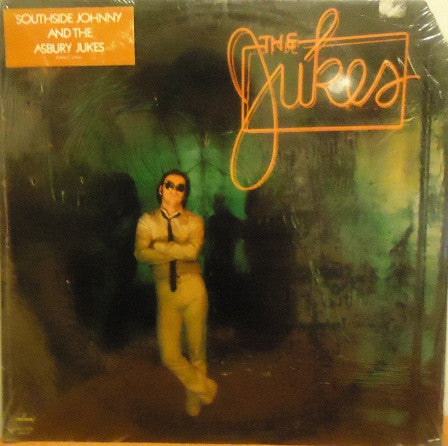 SOUTHSIDE JOHNNY
AND THE
ASBURY JUKES
THE
Jukes